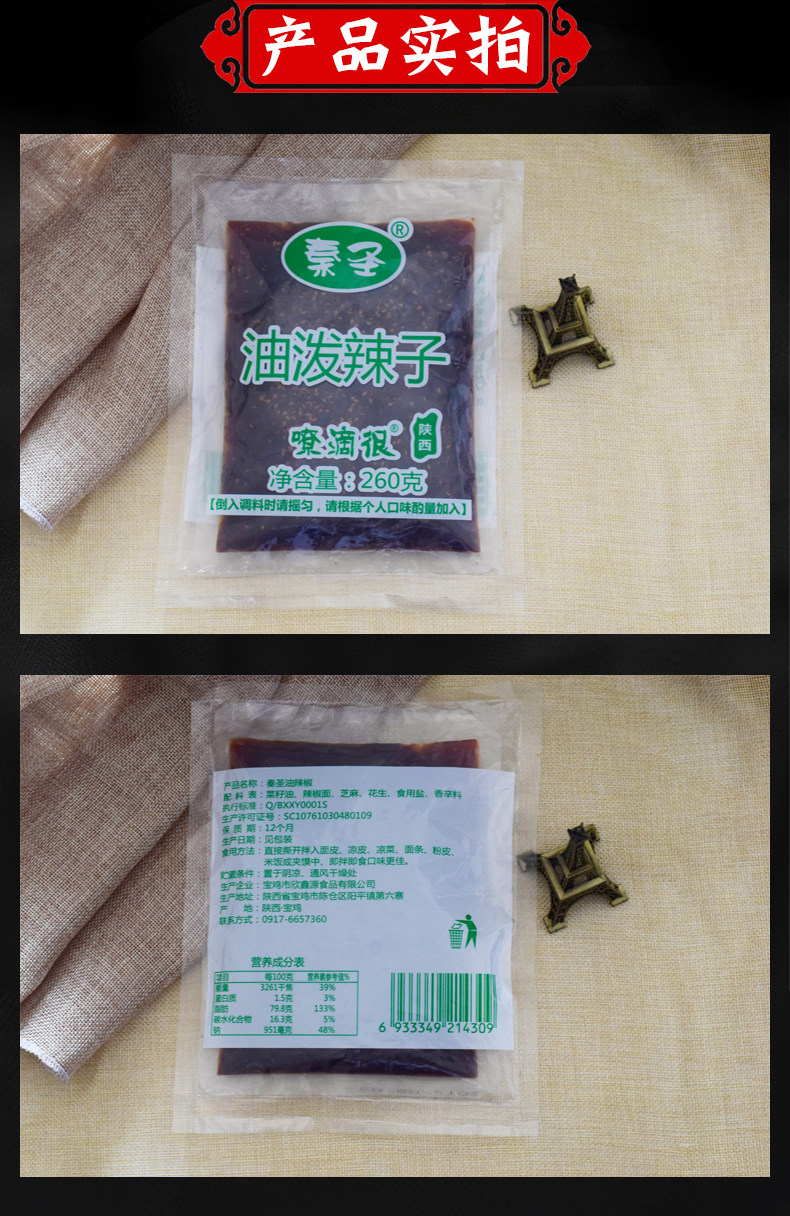 产品实拍
秦圣®
油泼辣子
嘹滴很®
陕西
净含量：260克
【倒入调料时请摇匀，请根据个人口味酌量加入】
产品名称：秦圣油辣椒
配 料 表：菜籽油、辣椒面、芝麻、花生、食用盐、香辛料
执行标准：Q/BXXY0001S
生产许可证号：SC10761030480109
保 质 期：12个月
生产日期：见包装
食用方法：直接撕开拌入面皮、凉皮、凉菜、面条、粉皮、
米饭或夹馍中、即拌即食口味更佳。
贮藏条件：置于阴凉、通风干燥处
生产企业：宝鸡市欣鑫源食品有限公司
生产地址：陕西省宝鸡市陈仓区阳平镇第六寨
产 地：陕西·宝鸡
联系方式：0917-6657360
营养成分表
项目 每100克 营养素参考值%
能量 3261千焦 39%
蛋白质 1.5克 3%
脂肪 79.8克 133%
碳水化合物 16.3克 5%
钠 951毫克 48%
6 933349 214309